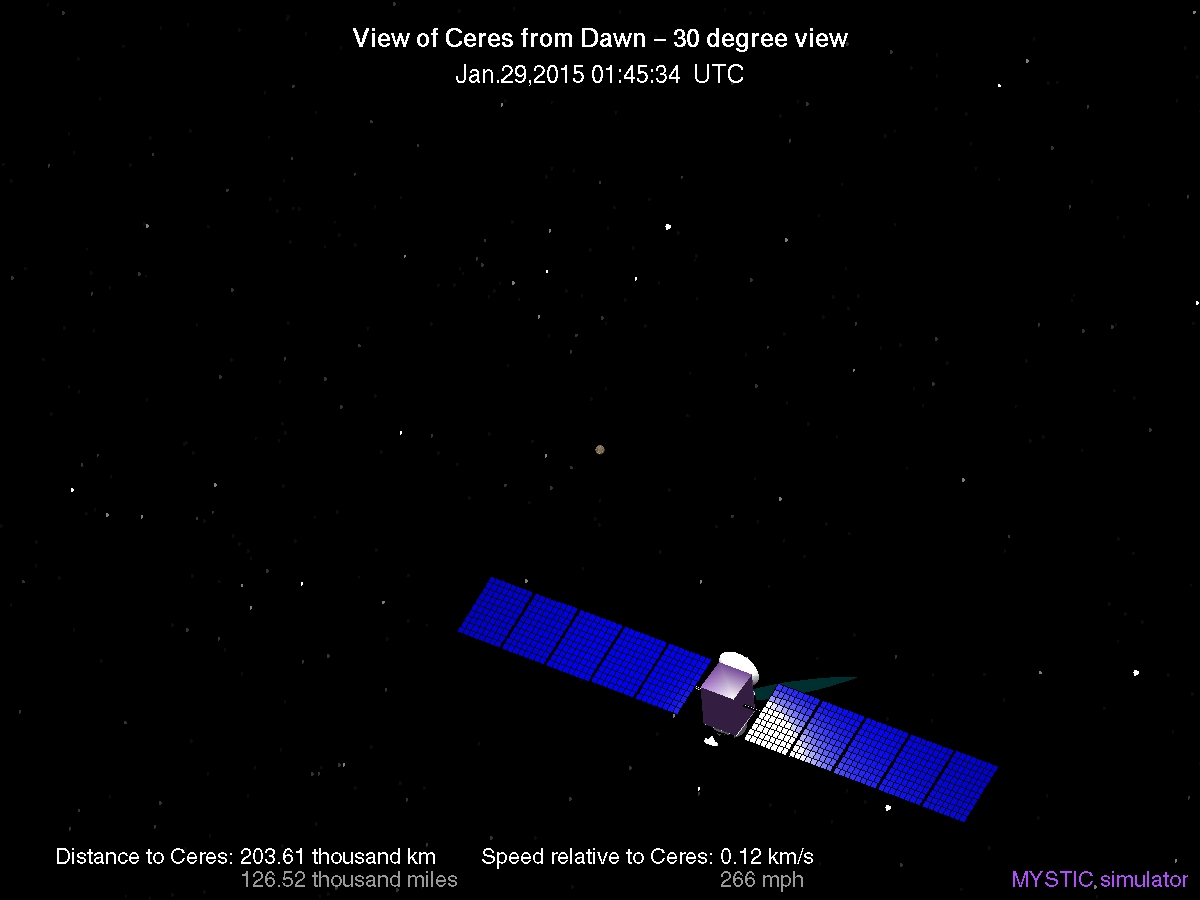 View of Ceres from Dawn – 30 degree view
Jan.29,2015 01:45:34 UTC
Distance to Ceres: 203.61 thousand km
126.52 thousand miles
Speed relative to Ceres: 0.12 km/s
266 mph
MYSTIC simulator